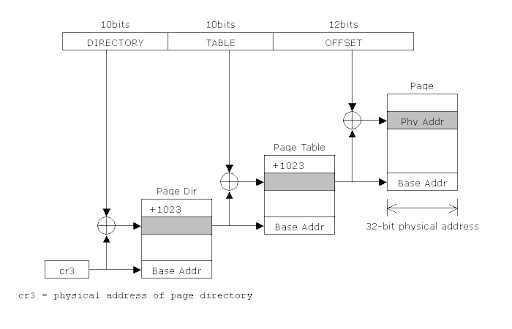 10bits 10bits 12bits
DIRECTORY TABLE OFFSET
Page
Phy Addr
Page Table
+1023
Base Addr
Page Dir
+1023
Base Addr
32-bit physical address
cr3 Base Addr
cr3 = physical address of page directory